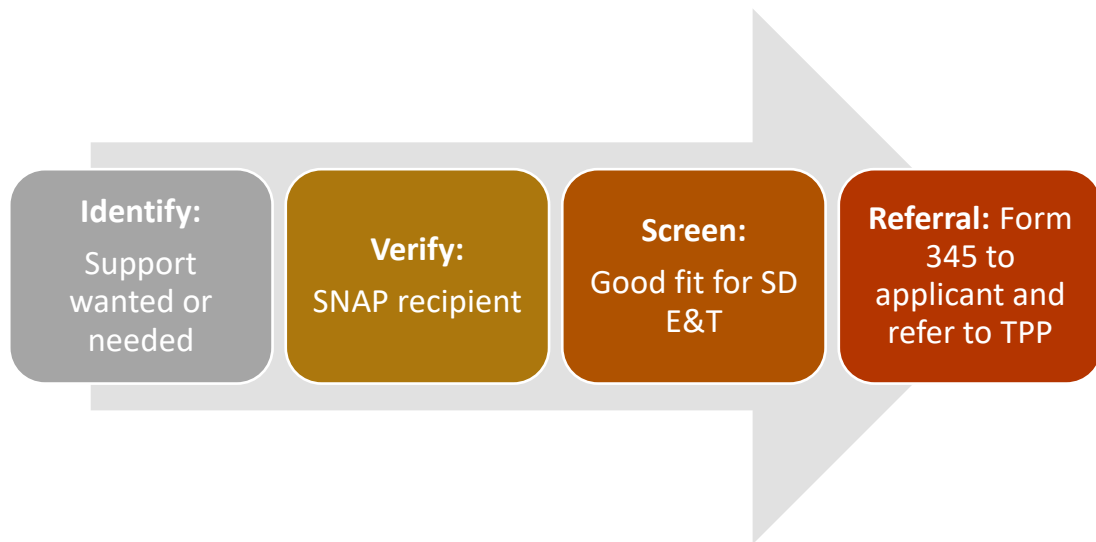 Identify:
Support
wanted or
needed
Verify:
SNAP recipient
Screen:
Good fit for SD
E&T
Referral: Form
345 to
applicant and
refer to TPP